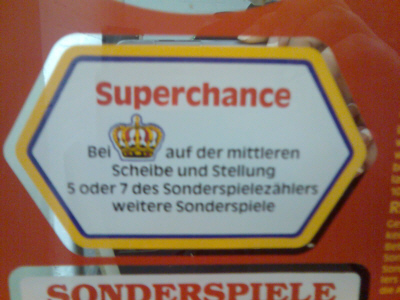 Superchance
Bei auf der mittleren
Scheibe und Stellung
5 oder 7 des Sonderspielezählers
weitere Sonderspiele
SONDERSPIELE